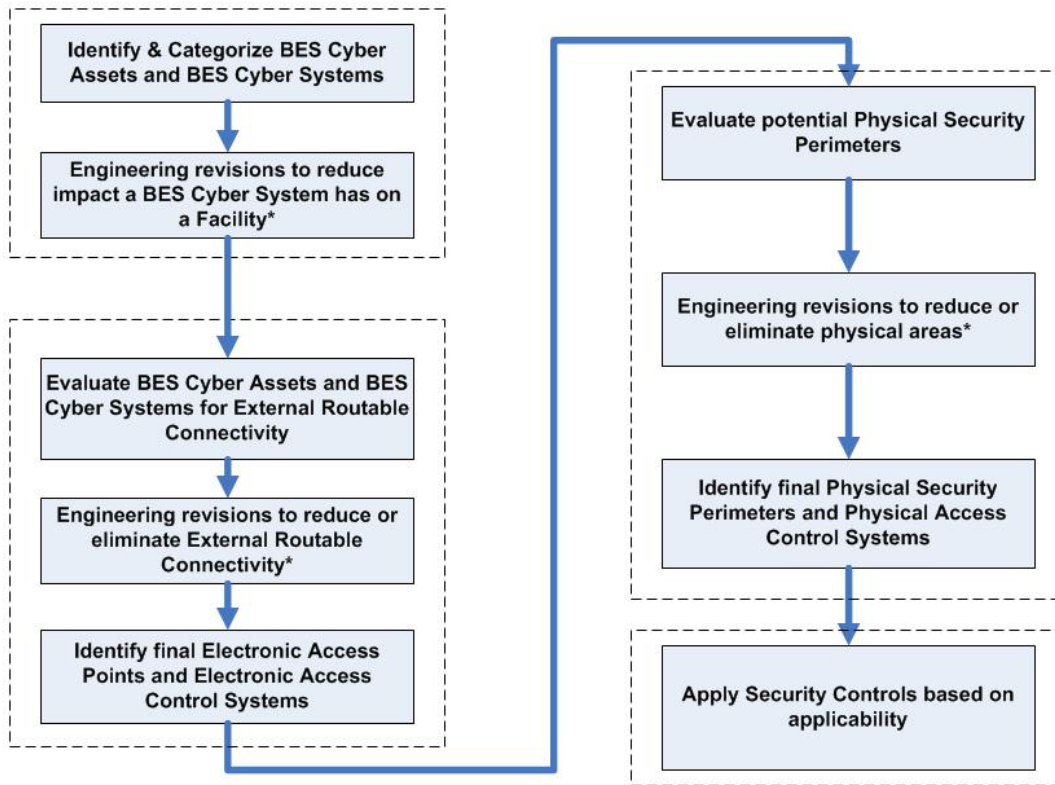 Identify & Categorize BES Cyber
Assets and BES Cyber Systems
Engineering revisions to reduce
impact a BES Cyber System has on
a Facility*
Evaluate BES Cyber Assets and BES
Cyber Systems for External Routable
Connectivity
Engineering revisions to reduce or
eliminate External Routable
Connectivity*
Identify final Electronic Access
Points and Electronic Access
Control Systems
Evaluate potential Physical Security
Perimeters
Engineering revisions to reduce or
eliminate physical areas*
Identify final Physical Security
Perimeters and Physical Access
Control Systems
Apply Security Controls based on
applicability